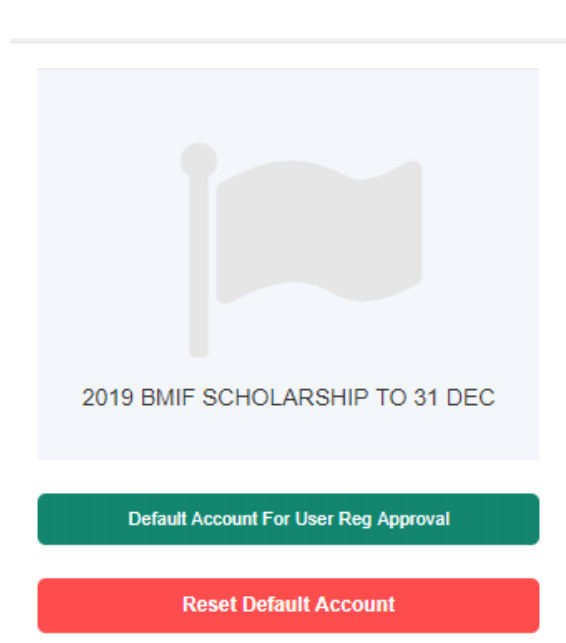 2019 BMIF SCHOLARSHIP TO 31 DEC
Default Account For User Reg Approval
Reset Default Account